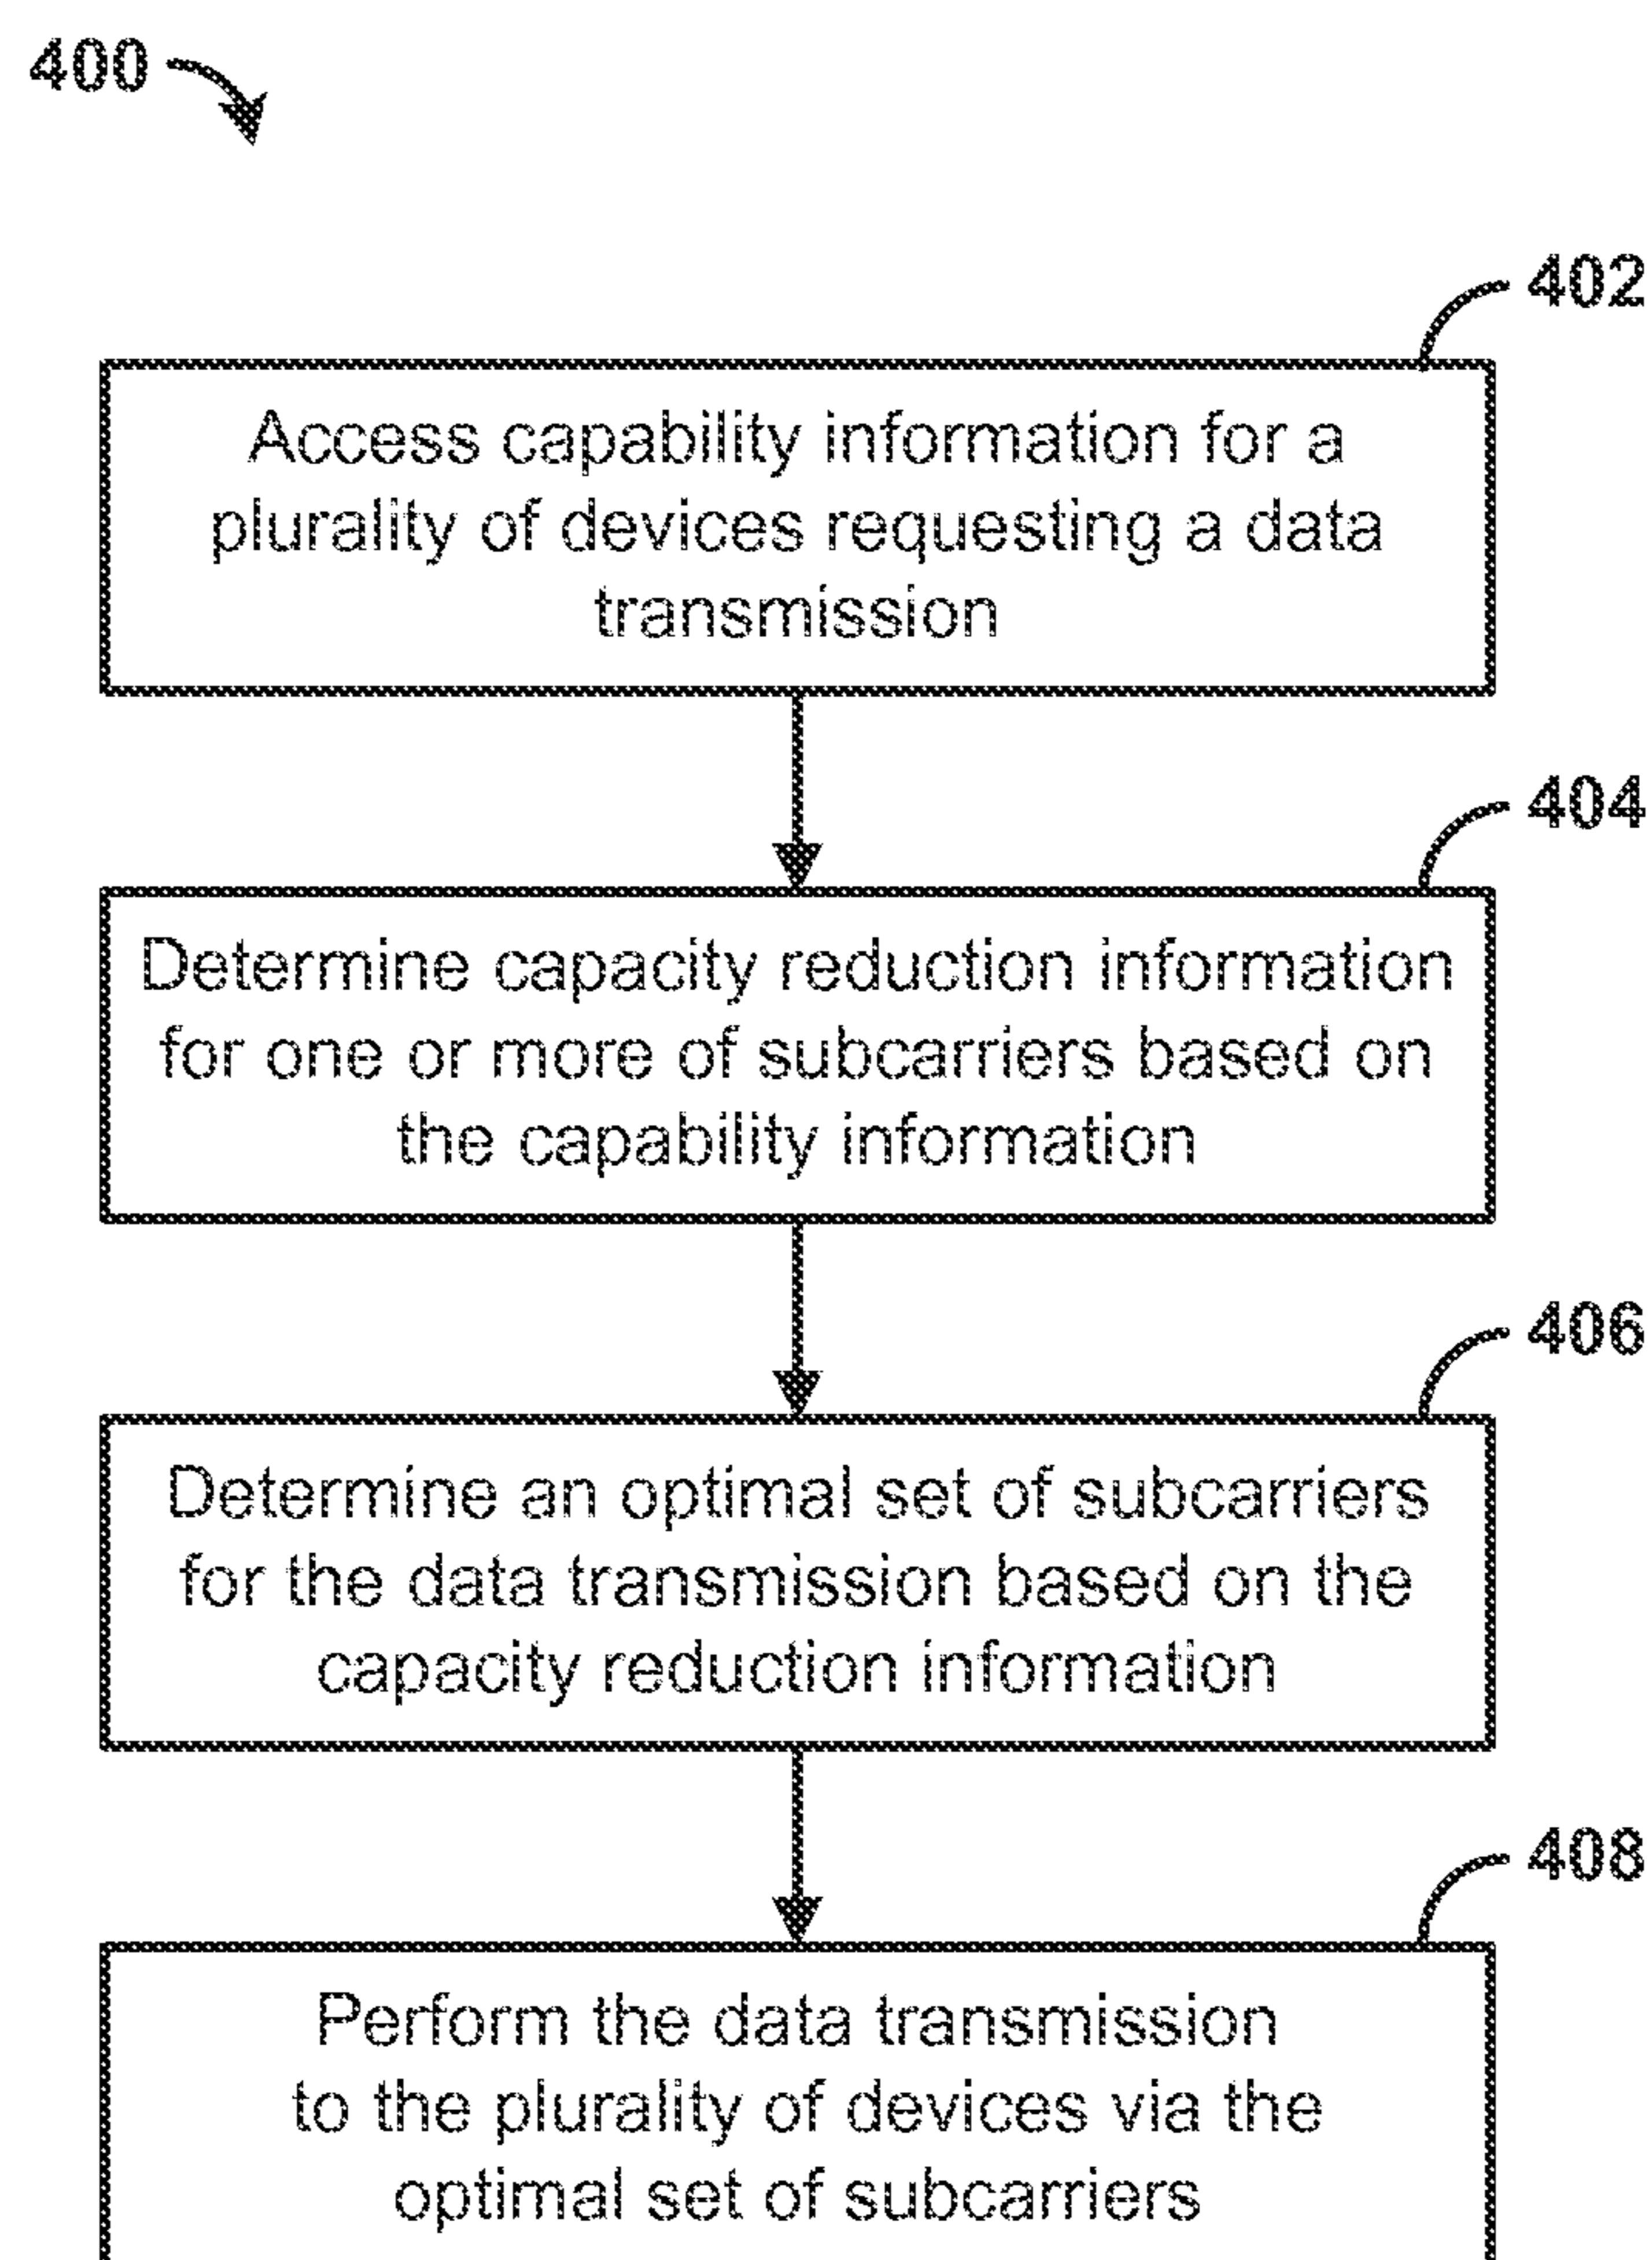 400
402
Access capability information for a
plurality of devices requesting a data
transmission
404
Determine capacity reduction information
for one or more of subcarriers based on
the capability information
406
Determine an optimal set of subcarriers
for the data transmission based on the
capacity reduction information
408
Perform the data transmission
to the plurality of devices via the
optimal set of subcarriers